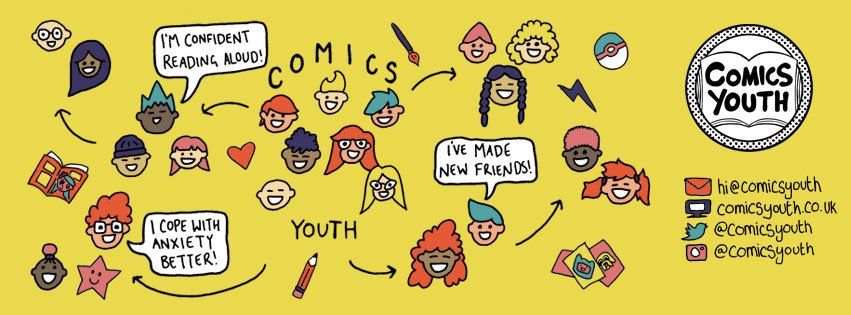 I'M CONFIDENT
READING ALOUD!
COMICS
YOUTH
I'VE MADE
NEW FRIENDS!
I COPE WITH
ANXIETY
BETTER!
COMICS
YOUTH
hi@comicsyouth
comicsyouth.co.uk
@comicsyouth
@comicsyouth